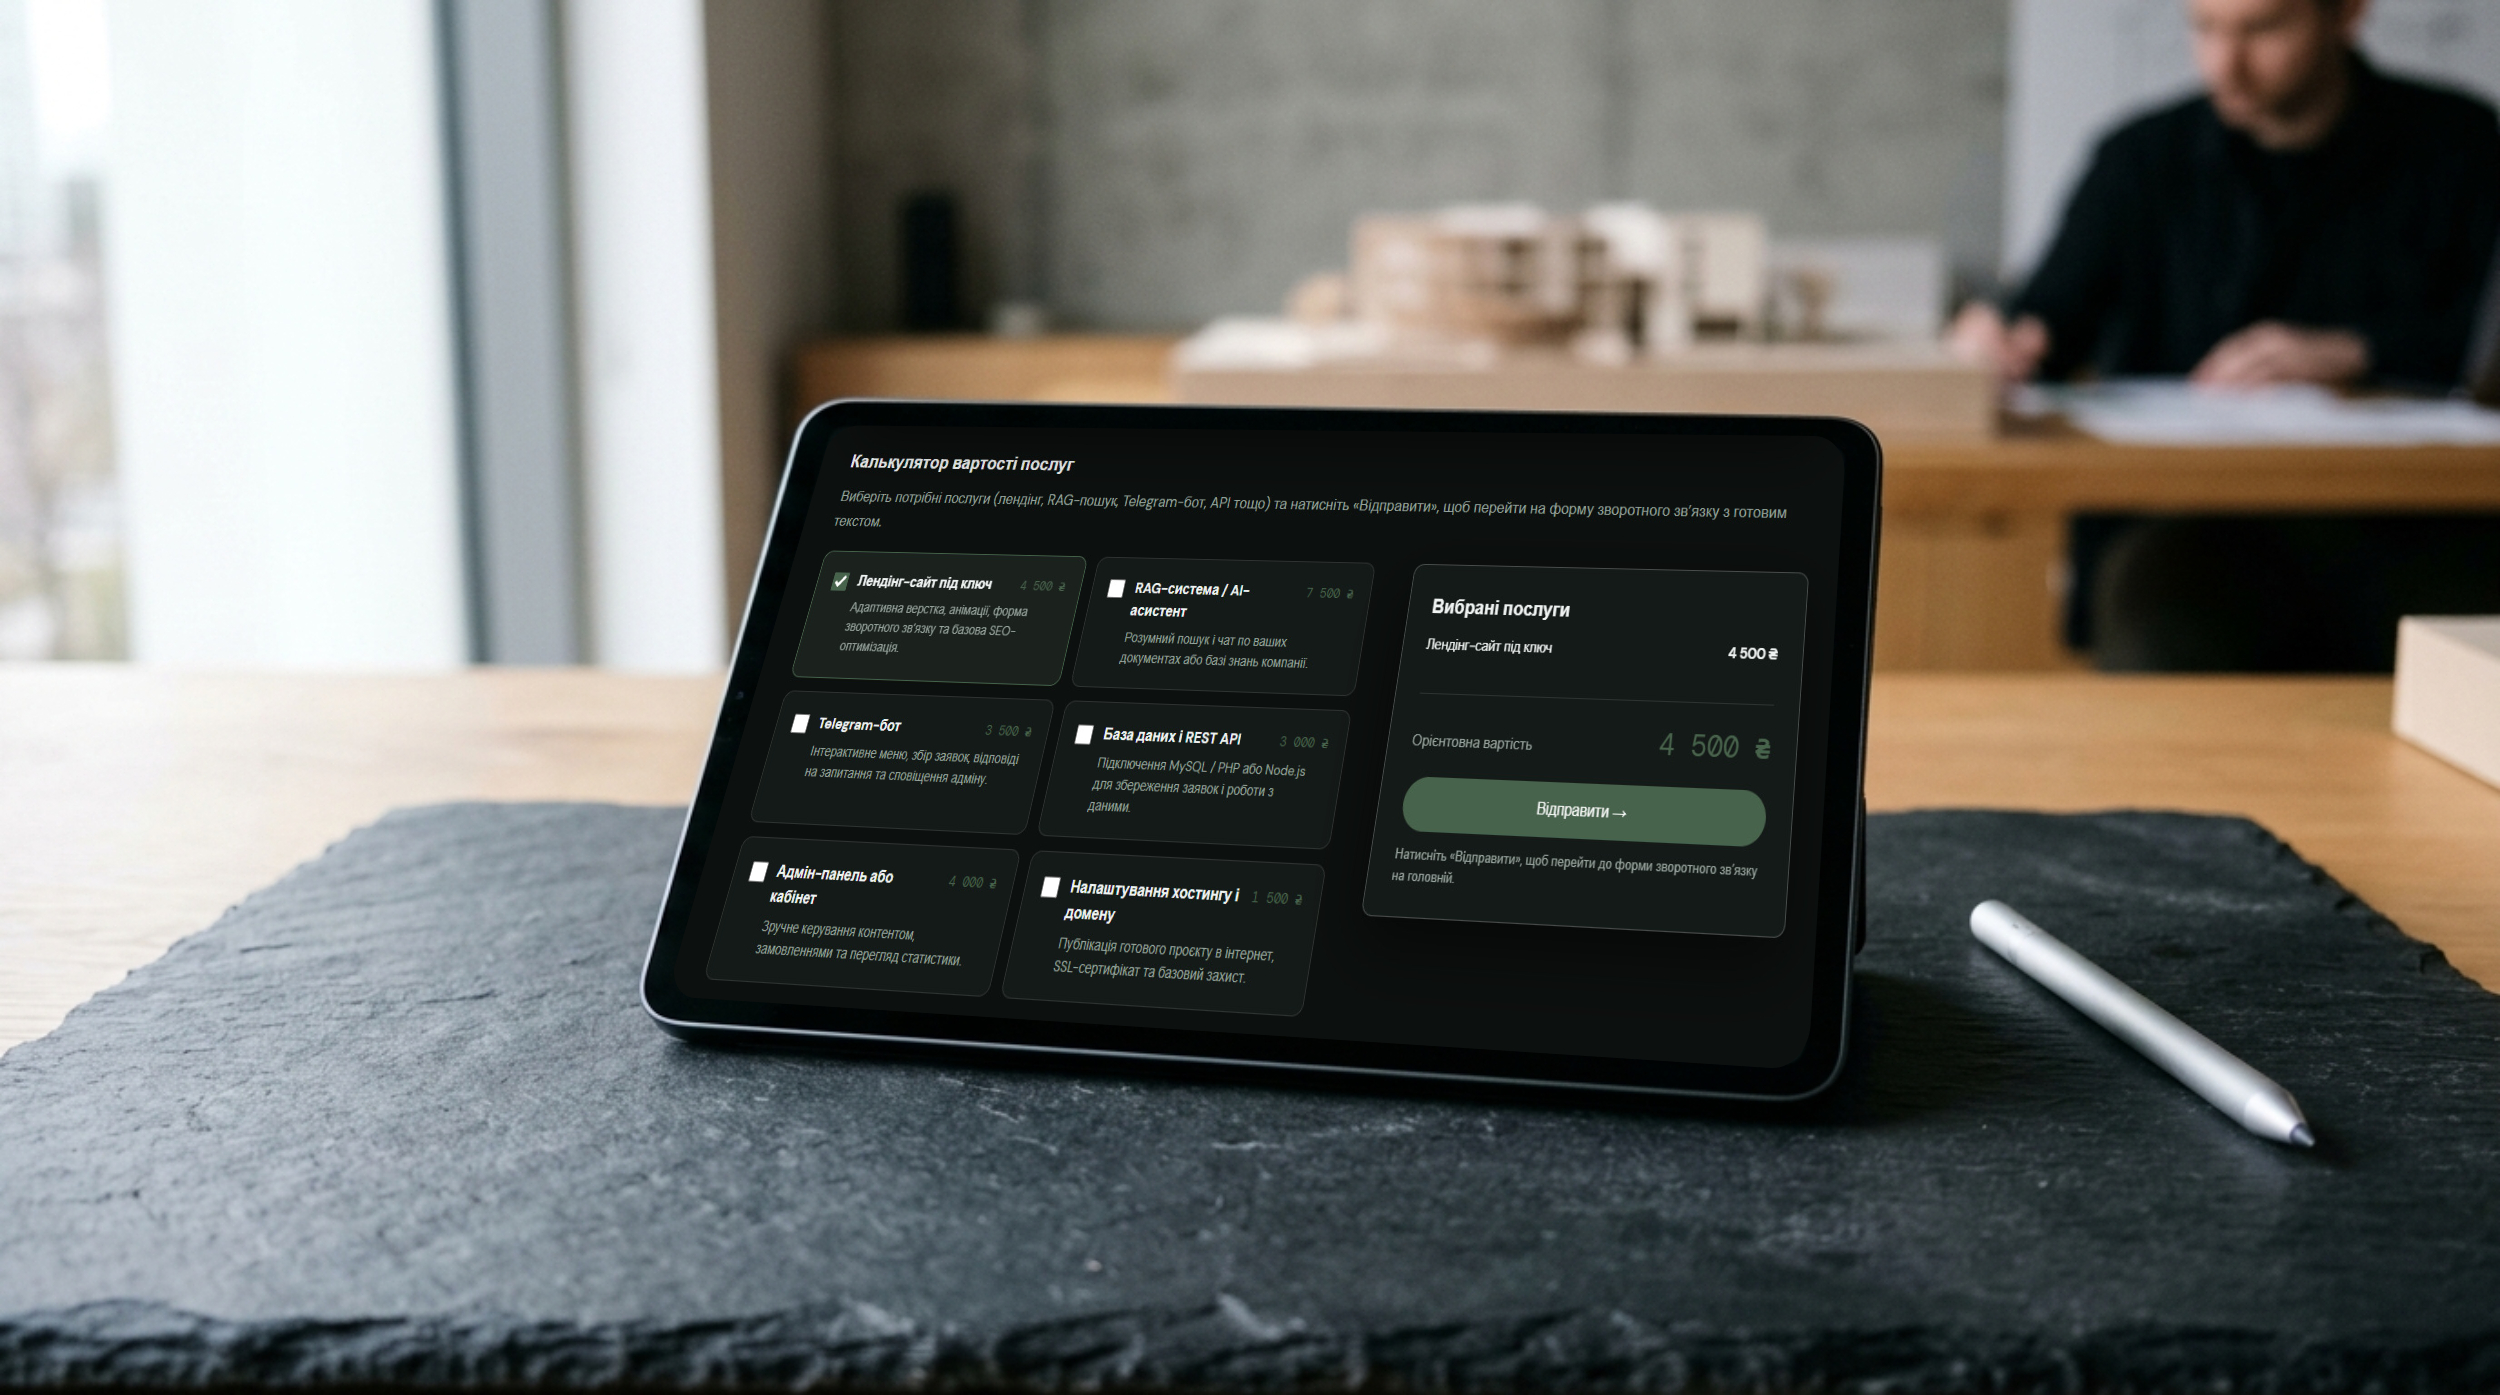 Калькулятор вартості послуг
Виберіть потрібні послуги (лендінг, RAG-пошук, Telegram-бот, API тощо) та натисніть «Відправити», щоб перейти на форму зворотного зв'язку з готовим
текстом.
Лендінг-сайт під ключ 4 500 ₴
Адаптивна верстка, анімації, форма
зворотного зв'язку та базова SEO-
оптимізація.
RAG-система / AI- 7 500 ₴
асистент
Розумний пошук і чат по ваших
документах або базі знань компанії.
Telegram-бот 3 500 ₴
Інтерактивне меню, збір заявок, відповіді
на запитання та сповіщення адміну.
База даних і REST API 3 000 ₴
Підключення MySQL / PHP або Node.js
для збереження заявок і роботи з
даними.
Адмін-панель або 4 000 ₴
кабінет
Зручне керування контентом,
замовленнями та перегляд статистики.
Налаштування хостингу і 1 500 ₴
домену
Публікація готового проєкту в інтернет,
SSL-сертифікат та базовий захист.
Вибрані послуги
Лендінг-сайт під ключ 4 500 ₴
Орієнтовна вартість 4 500 ₴
Відправити →
Натисніть «Відправити», щоб перейти до форми зворотного зв'язку
на головній.